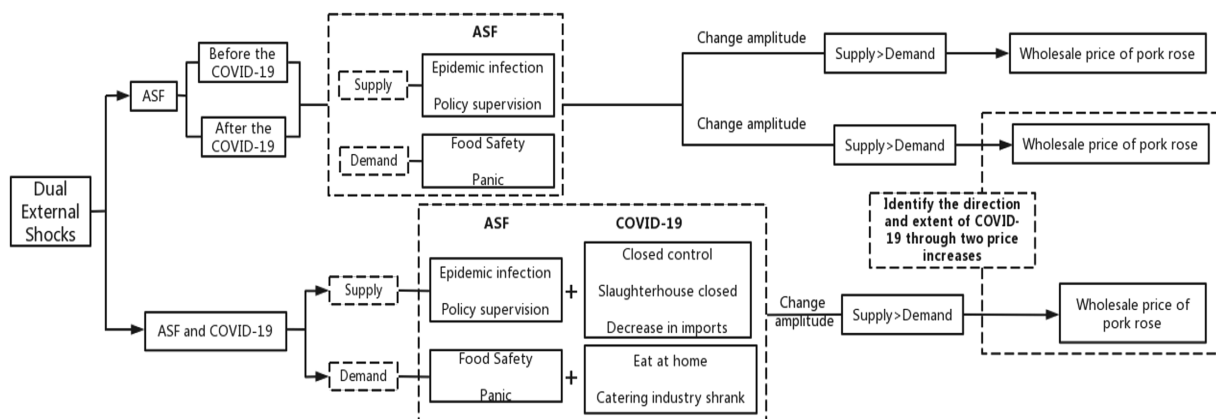 Dual
External
Shocks
ASF
Before the
COVID-19
After the
COVID-19
ASF
Supply
Epidemic infection
Policy supervision
Demand
Food Safety
Panic
Change amplitude
Supply>Demand
Wholesale price of pork rose
Change amplitude
Supply>Demand
Wholesale price of pork rose
Identify the direction
and extent of COVID-
19 through two price
increases
ASF and COVID-19
ASF
COVID-19
Supply
Epidemic infection
Policy supervision
+
Closed control
Slaughterhouse closed
Decrease in imports
Demand
Food Safety
Panic
+
Eat at home
Catering industry shrank
Change
amplitude
Supply>Demand
Wholesale price of
pork rose